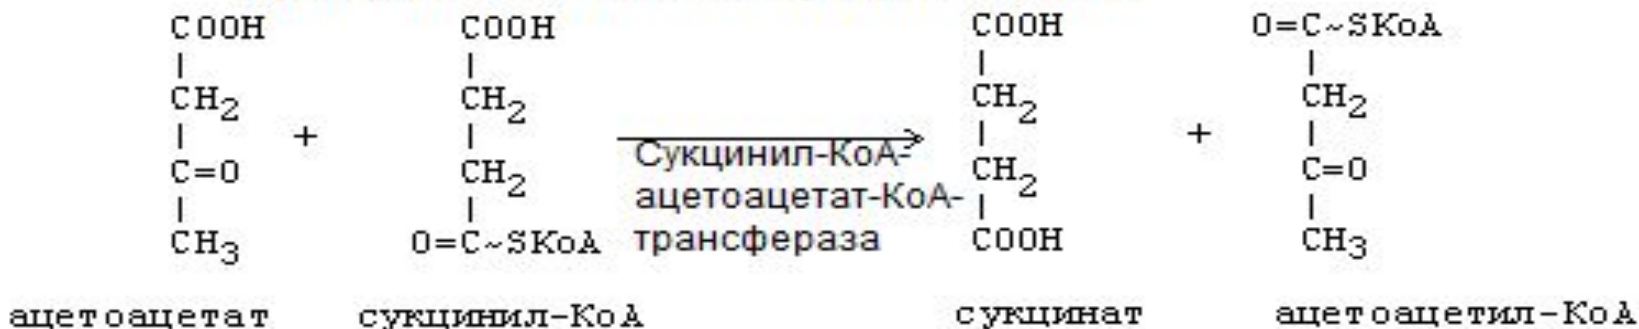 COOH COOH COOH O=C~SKoA
CH2 CH2 CH2 CH2
+ +
C=O CH2 CH2 C=O
CH3 O=C~SKoA COOH CH3
Сукцинил-КоА-
ацетоацетат-КоА-
трансфераза
ацетоацетат сукцинил-КоА сукцинат ацетоацетил-КоА